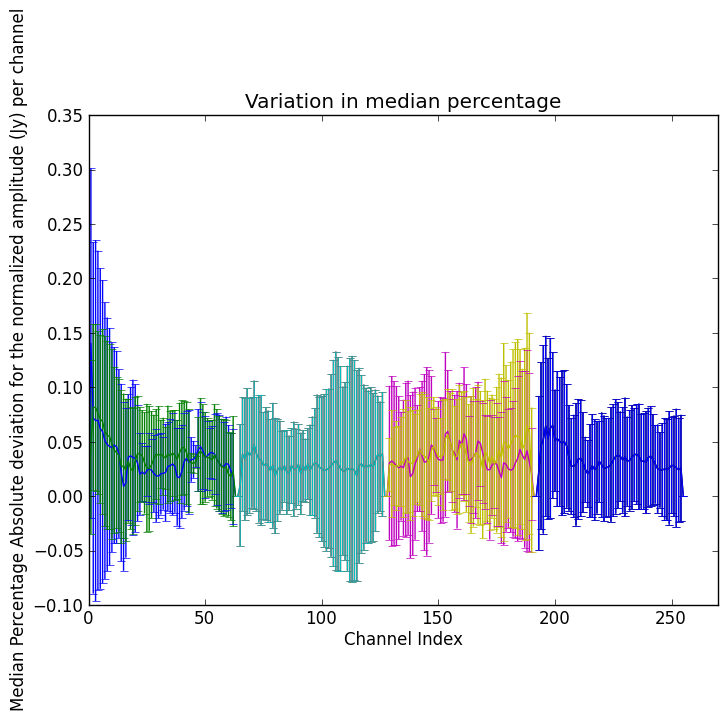 Variation in median percentage
Median Percentage Absolute deviation for the normalized amplitude (Jy) per channel
0.35
0.30
0.25
0.20
0.15
0.10
0.05
0.00
−0.05
−0.10
0 50 100 150 200 250
Channel Index